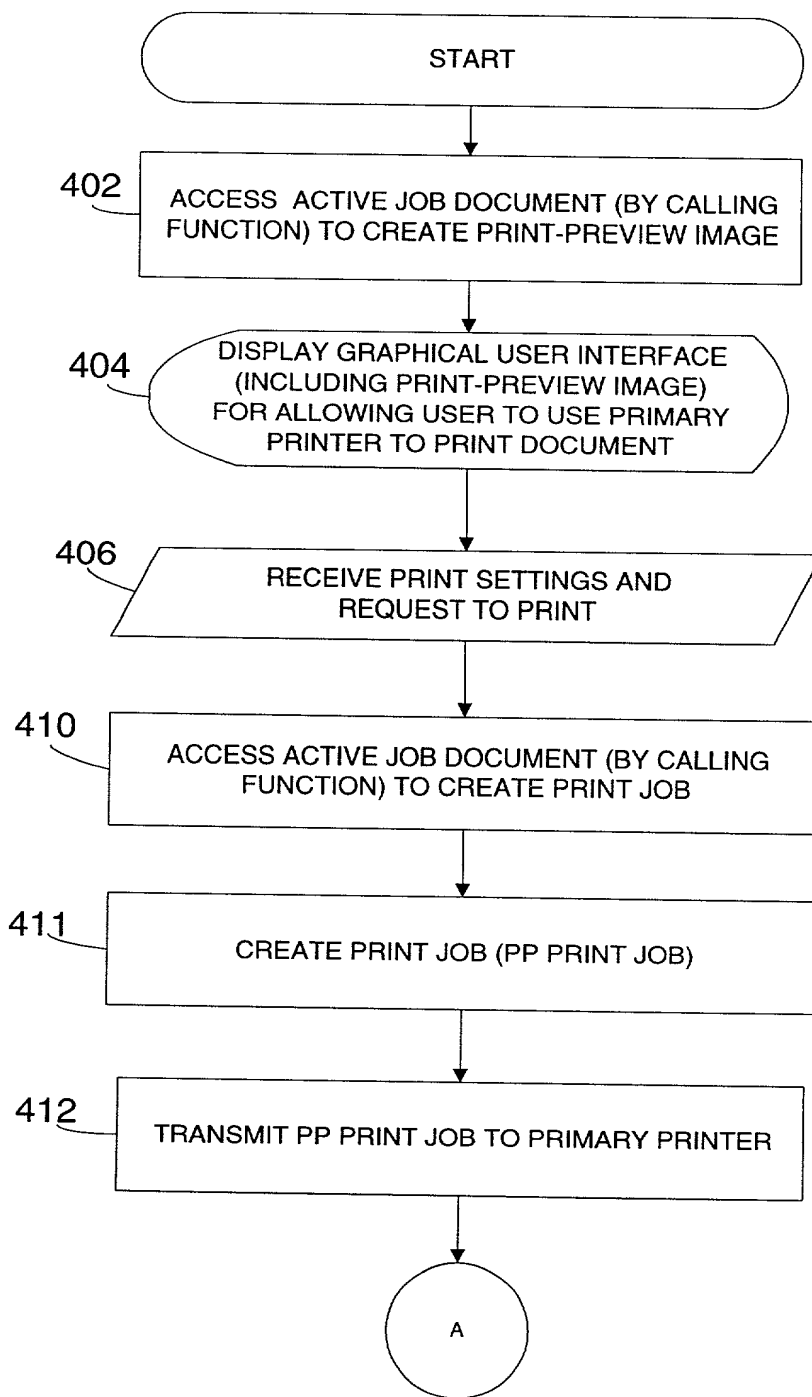 START
402
ACCESS ACTIVE JOB DOCUMENT (BY CALLING
FUNCTION) TO CREATE PRINT-PREVIEW IMAGE
404
DISPLAY GRAPHICAL USER INTERFACE
(INCLUDING PRINT-PREVIEW IMAGE)
FOR ALLOWING USER TO USE PRIMARY
PRINTER TO PRINT DOCUMENT
406
RECEIVE PRINT SETTINGS AND
REQUEST TO PRINT
410
ACCESS ACTIVE JOB DOCUMENT (BY CALLING
FUNCTION) TO CREATE PRINT JOB
411
CREATE PRINT JOB (PP PRINT JOB)
412
TRANSMIT PP PRINT JOB TO PRIMARY PRINTER
A